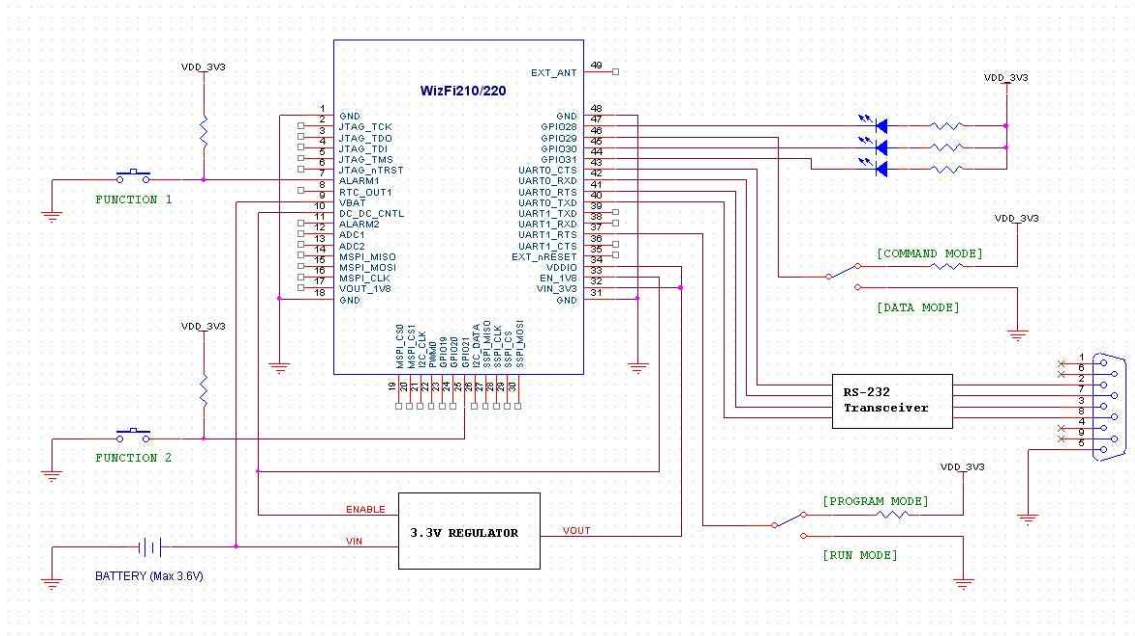 VDD_3V3
FUNCTION 1
VDD_3V3
FUNCTION 2
BATTERY (Max 3.6V)
WizFi210/220
EXT_ANT 49
1 GND
2 JTAG_TCK
3 JTAG_TDO
4 JTAG_TDI
5 JTAG_TMS
6 JTAG_nTRST
7 ALARM1
8 RTC_OUT1
9 VBAT
10 DC_DC_CNTL
11 ALARM2
12 ADC1
13 ADC2
14 MSPI_MISO
15 MSPI_MOSI
16 MSPI_CLK
17 VOUT_1V8
18 GND
GND 48
GPIO28 47
GPIO29 46
GPIO30 45
GPIO31 44
UART0_CTS 43
UART0_RXD 42
UART0_RTS 41
UART0_TXD 40
UART1_TXD 39
UART1_RXD 38
UART1_RTS 37
UART1_CTS 36
EXT_nRESET 35
VDDIO 34
EN_1V8 33
VIN_3V3 32
GND 31
MSPI_CS0 19
MSPI_CS1 20
I2C_CLK 21
PWM0 22
GPIO19 23
GPIO20 24
GPIO21 25
I2C_DATA 26
SSPI_MISO 27
SSPI_CLK 28
SSPI_CS 29
SSPI_MOSI 30
ENABLE
VIN
3.3V REGULATOR
VOUT
VDD_3V3
VDD_3V3
[COMMAND MODE]
[DATA MODE]
RS-232
Transceiver
1
6
2
7
3
8
4
9
5
VDD_3V3
[PROGRAM MODE]
[RUN MODE]